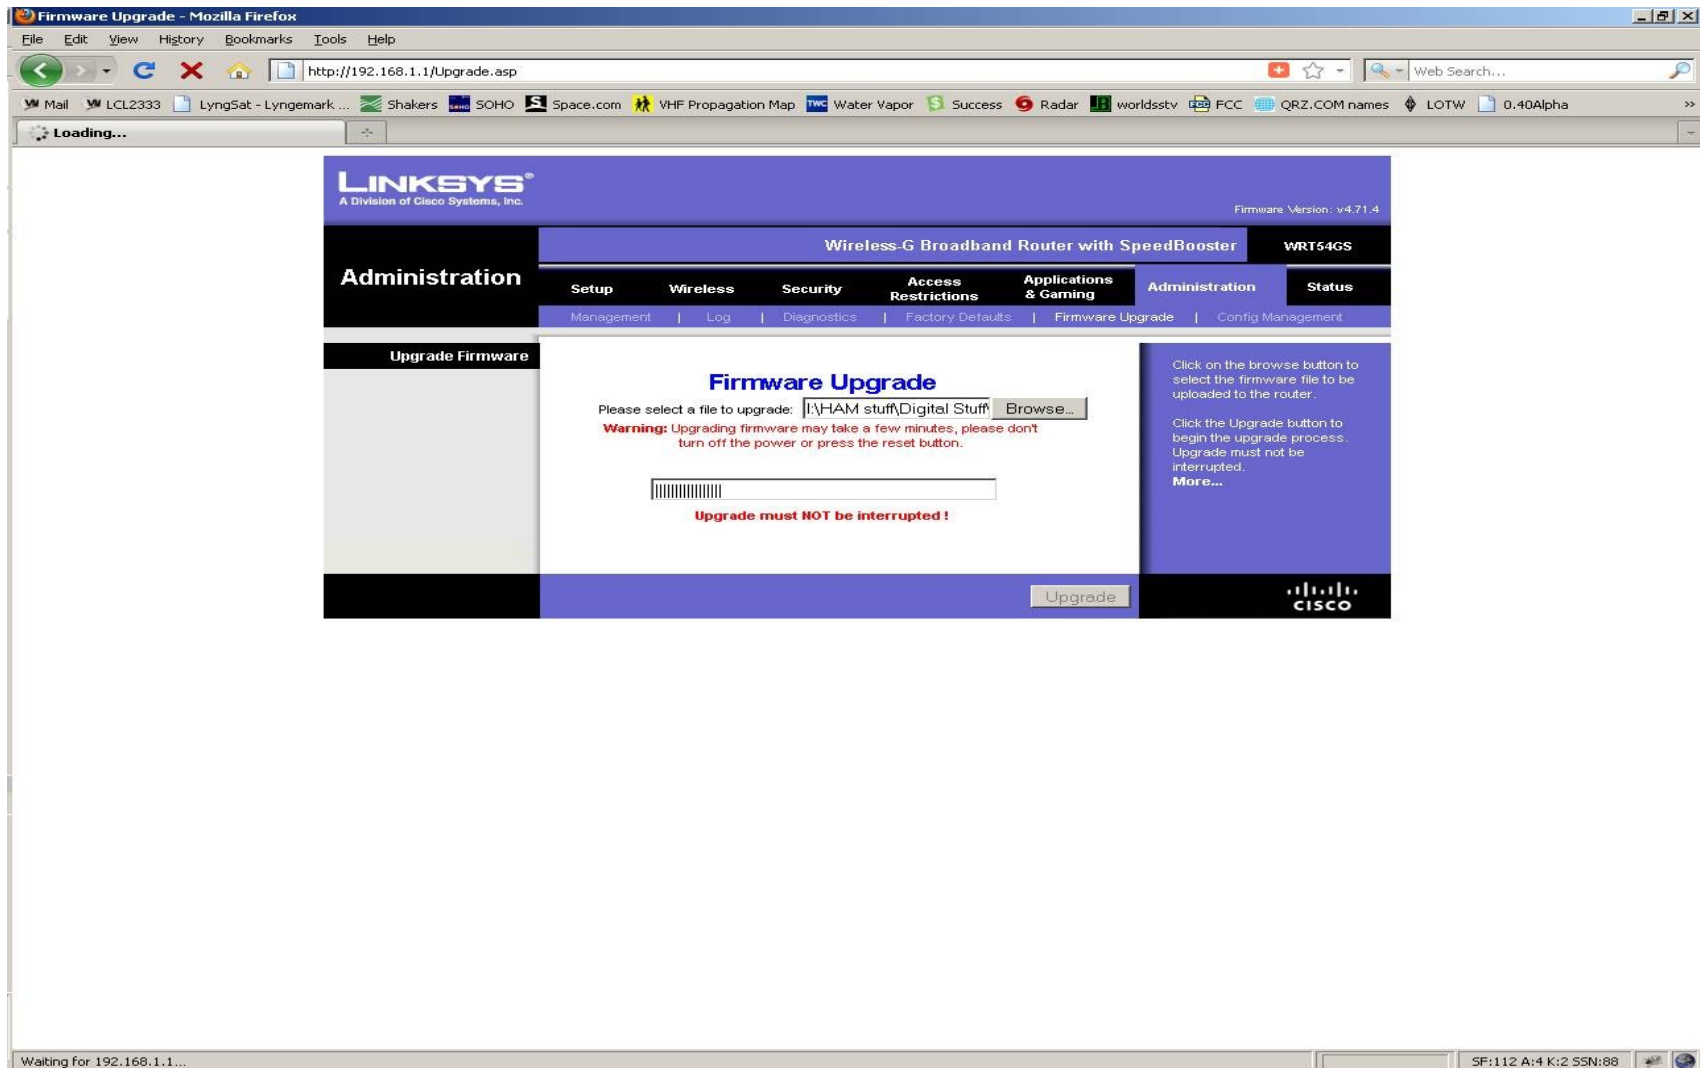 Firmware Upgrade - Mozilla Firefox
File Edit View History Bookmarks Tools Help
http://192.168.1.1/Upgrade.asp
Web Search...
Mail LCL2333 LyngSat - Lyngemark ... Shakers SOHO Space.com VHF Propagation Map TWC Water Vapor Success Radar worldsstv FCC QRZ.COM names LOTW 0.40Alpha »
Loading...
LINKSYS®
A Division of Cisco Systems, Inc.
Firmware Version: v4.71.4
Wireless-G Broadband Router with SpeedBooster WRT54GS
Administration
Setup Wireless Security Access Restrictions Applications & Gaming Administration Status
Management | Log | Diagnostics | Factory Defaults | Firmware Upgrade | Config Management
Upgrade Firmware
Firmware Upgrade
Please select a file to upgrade: I:\HAM stuff\Digital Stuff\ Browse...
Warning: Upgrading firmware may take a few minutes, please don't
turn off the power or press the reset button.
Upgrade must NOT be interrupted !
Click on the browse button to
select the firmware file to be
uploaded to the router.
Click the Upgrade button to
begin the upgrade process.
Upgrade must not be
interrupted.
More...
Upgrade
CISCO
Waiting for 192.168.1.1...
SF:112 A:4 K:2 SSN:88